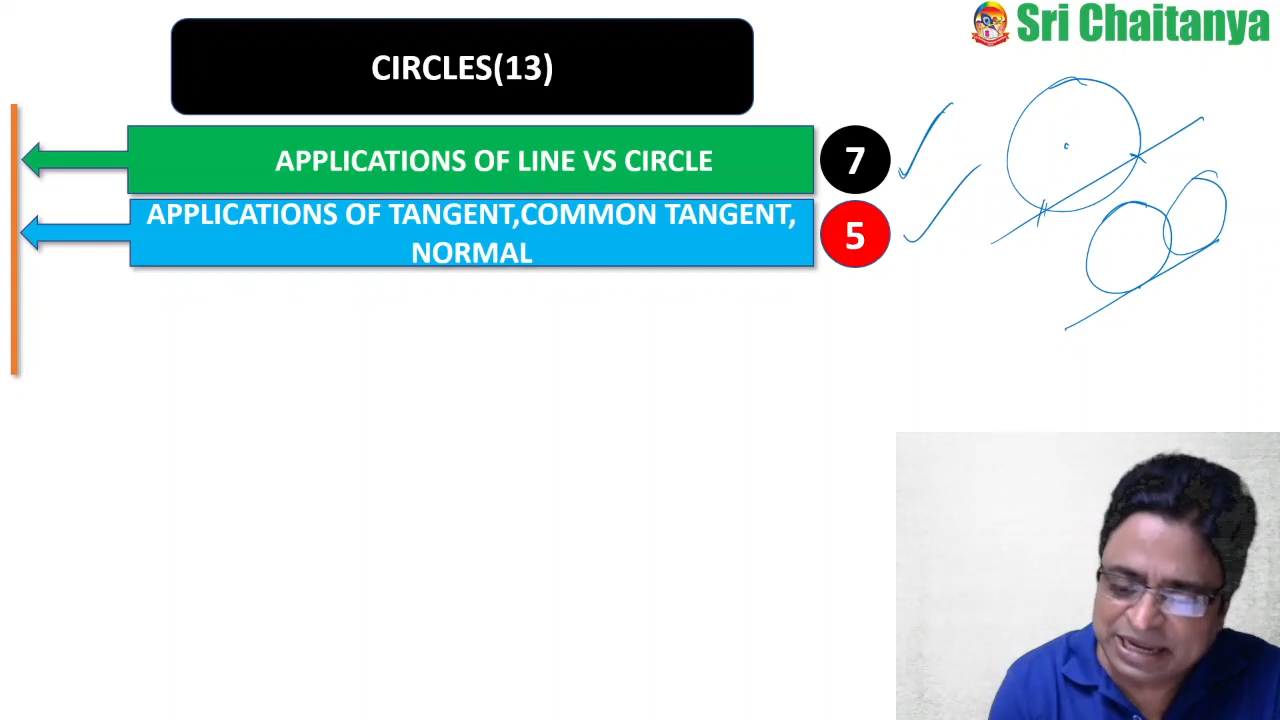 Sri Chaitanya
CIRCLES(13)
APPLICATIONS OF LINE VS CIRCLE
7
APPLICATIONS OF TANGENT,COMMON TANGENT,
NORMAL
5